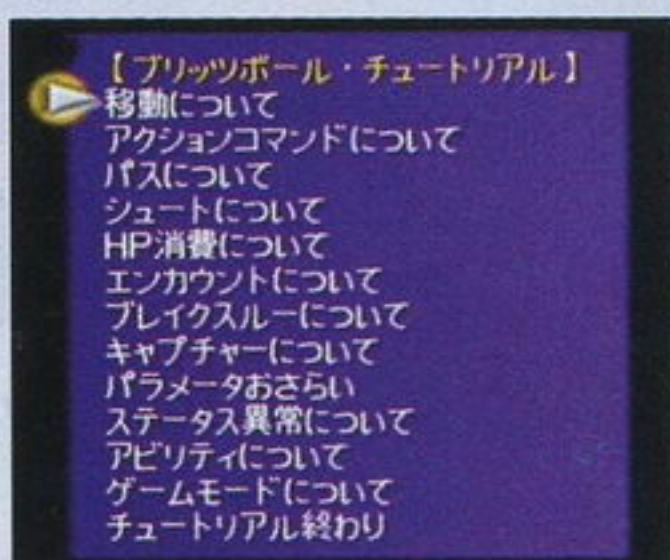 【ブリッツボール・チュートリアル】
移動について
アクションコマンドについて
パスについて
シュートについて
HP消費について
エンカウントについて
ブレイクスルーについて
キャプチャーについて
パラメータおさらい
ステータス異常について
アビリティについて
ゲームモードについて
チュートリアル終わり